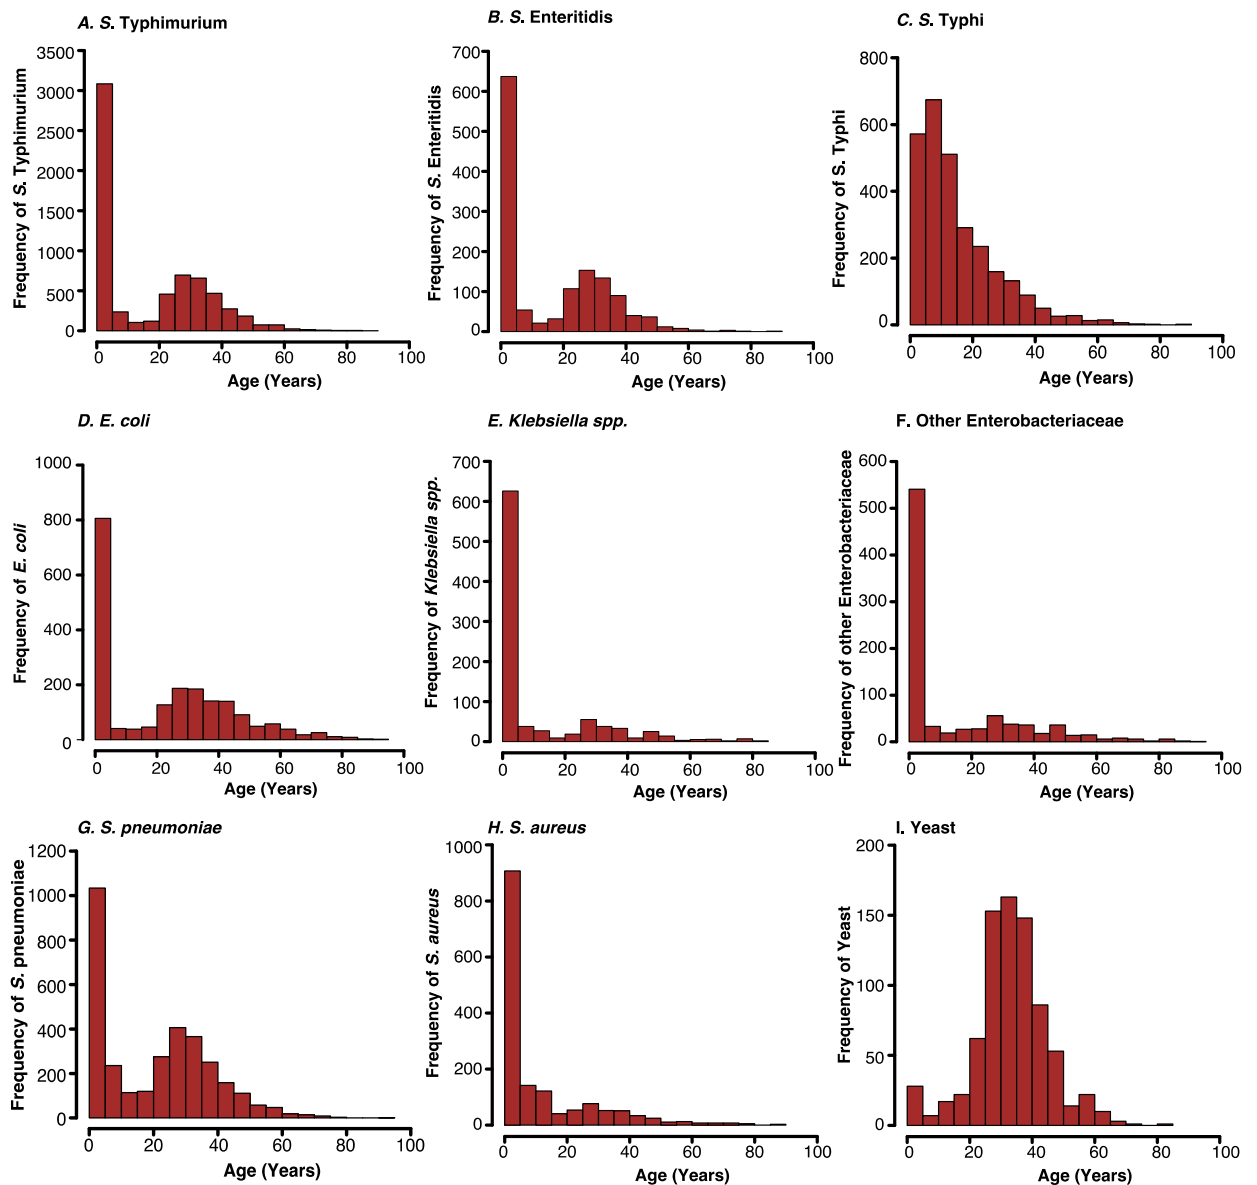 A. S. Typhimurium
Frequency of S. Typhimurium
3500
3000
2500
2000
1500
1000
500
0
0 20 40 60 80 100
Age (Years)
B. S. Enteritidis
Frequency of S. Enteritidis
700
600
500
400
300
200
100
0
0 20 40 60 80 100
Age (Years)
C. S. Typhi
Frequency of S. Typhi
800
600
400
200
0
0 20 40 60 80 100
Age (Years)
D. E. coli
Frequency of E. coli
1000
800
600
400
200
0
0 20 40 60 80 100
Age (Years)
E. Klebsiella spp.
Frequency of Klebsiella spp.
700
600
500
400
300
200
100
0
0 20 40 60 80 100
Age (Years)
F. Other Enterobacteriaceae
Frequency of other Enterobacteriaceae
600
500
400
300
200
100
0
0 20 40 60 80 100
Age (Years)
G. S. pneumoniae
Frequency of S. pneumoniae
1200
1000
800
600
400
200
0
0 20 40 60 80 100
Age (Years)
H. S. aureus
Frequency of S. aureus
1000
800
600
400
200
0
0 20 40 60 80 100
Age (Years)
I. Yeast
Frequency of Yeast
200
150
100
50
0
0 20 40 60 80 100
Age (Years)